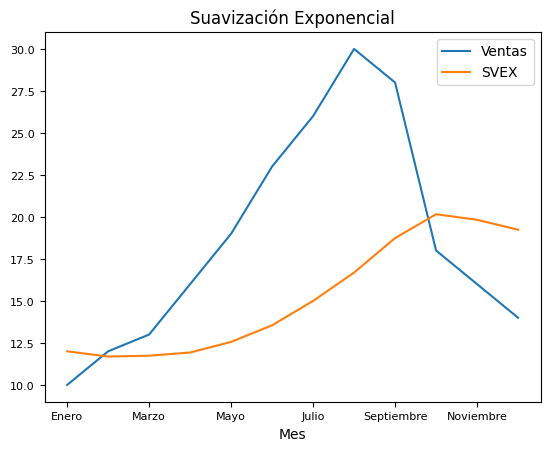 Suavización Exponencial
Ventas
SVEX
30.0
27.5
25.0
22.5
20.0
17.5
15.0
12.5
10.0
Enero Marzo Mayo Julio Septiembre Noviembre
Mes